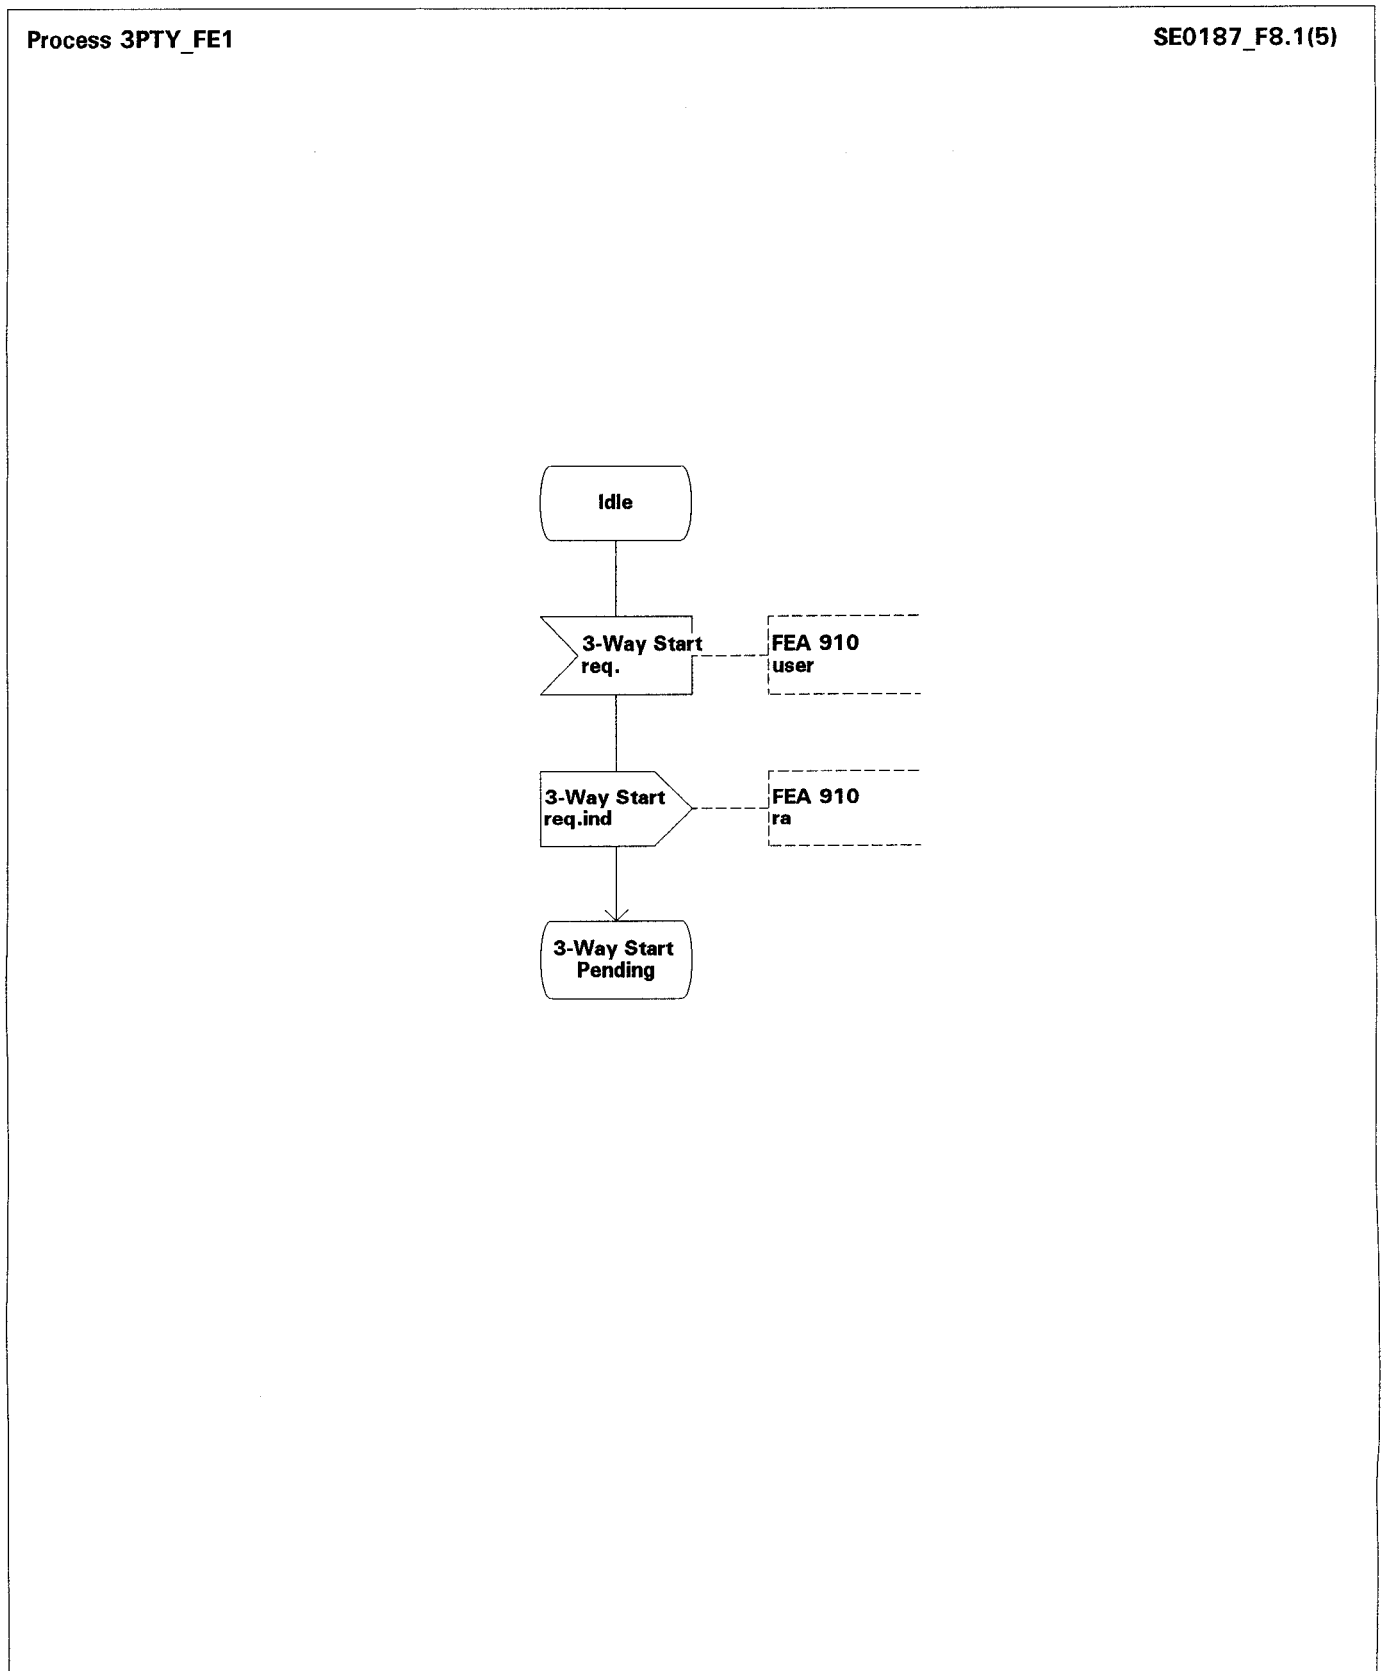 Process 3PTY_FE1
SE0187_F8.1(5)
Idle
3-Way Start
req.
FEA 910
user
3-Way Start
req.ind
FEA 910
ra
3-Way Start
Pending